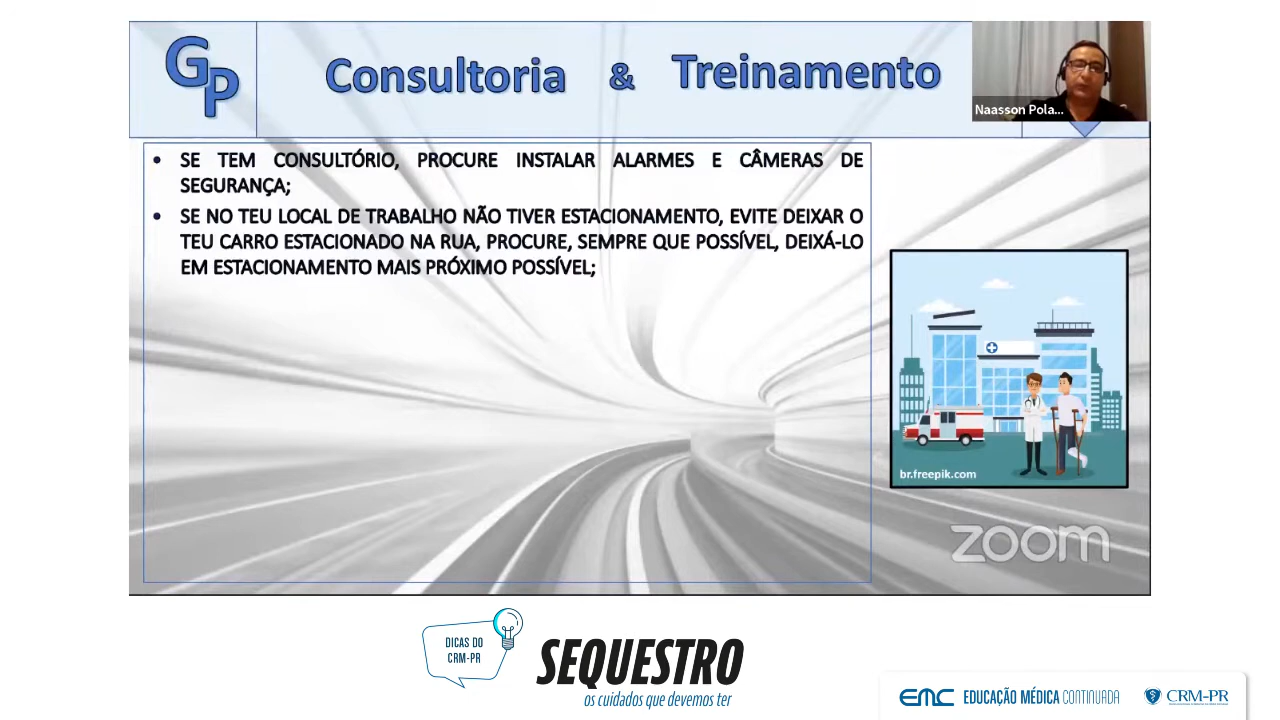 GP
Consultoria & Treinamento
Naasson Pola...
• SE TEM CONSULTÓRIO, PROCURE INSTALAR ALARMES E CÂMERAS DE
SEGURANÇA;
• SE NO TEU LOCAL DE TRABALHO NÃO TIVER ESTACIONAMENTO, EVITE DEIXAR O
TEU CARRO ESTACIONADO NA RUA, PROCURE, SEMPRE QUE POSSÍVEL, DEIXÁ-LO
EM ESTACIONAMENTO MAIS PRÓXIMO POSSÍVEL;
br.freepik.com
zoom
DICAS DO
CRM-PR
SEQUESTRO
os cuidados que devemos ter
EMC EDUCAÇÃO MÉDICA CONTINUADA
CRM-PR